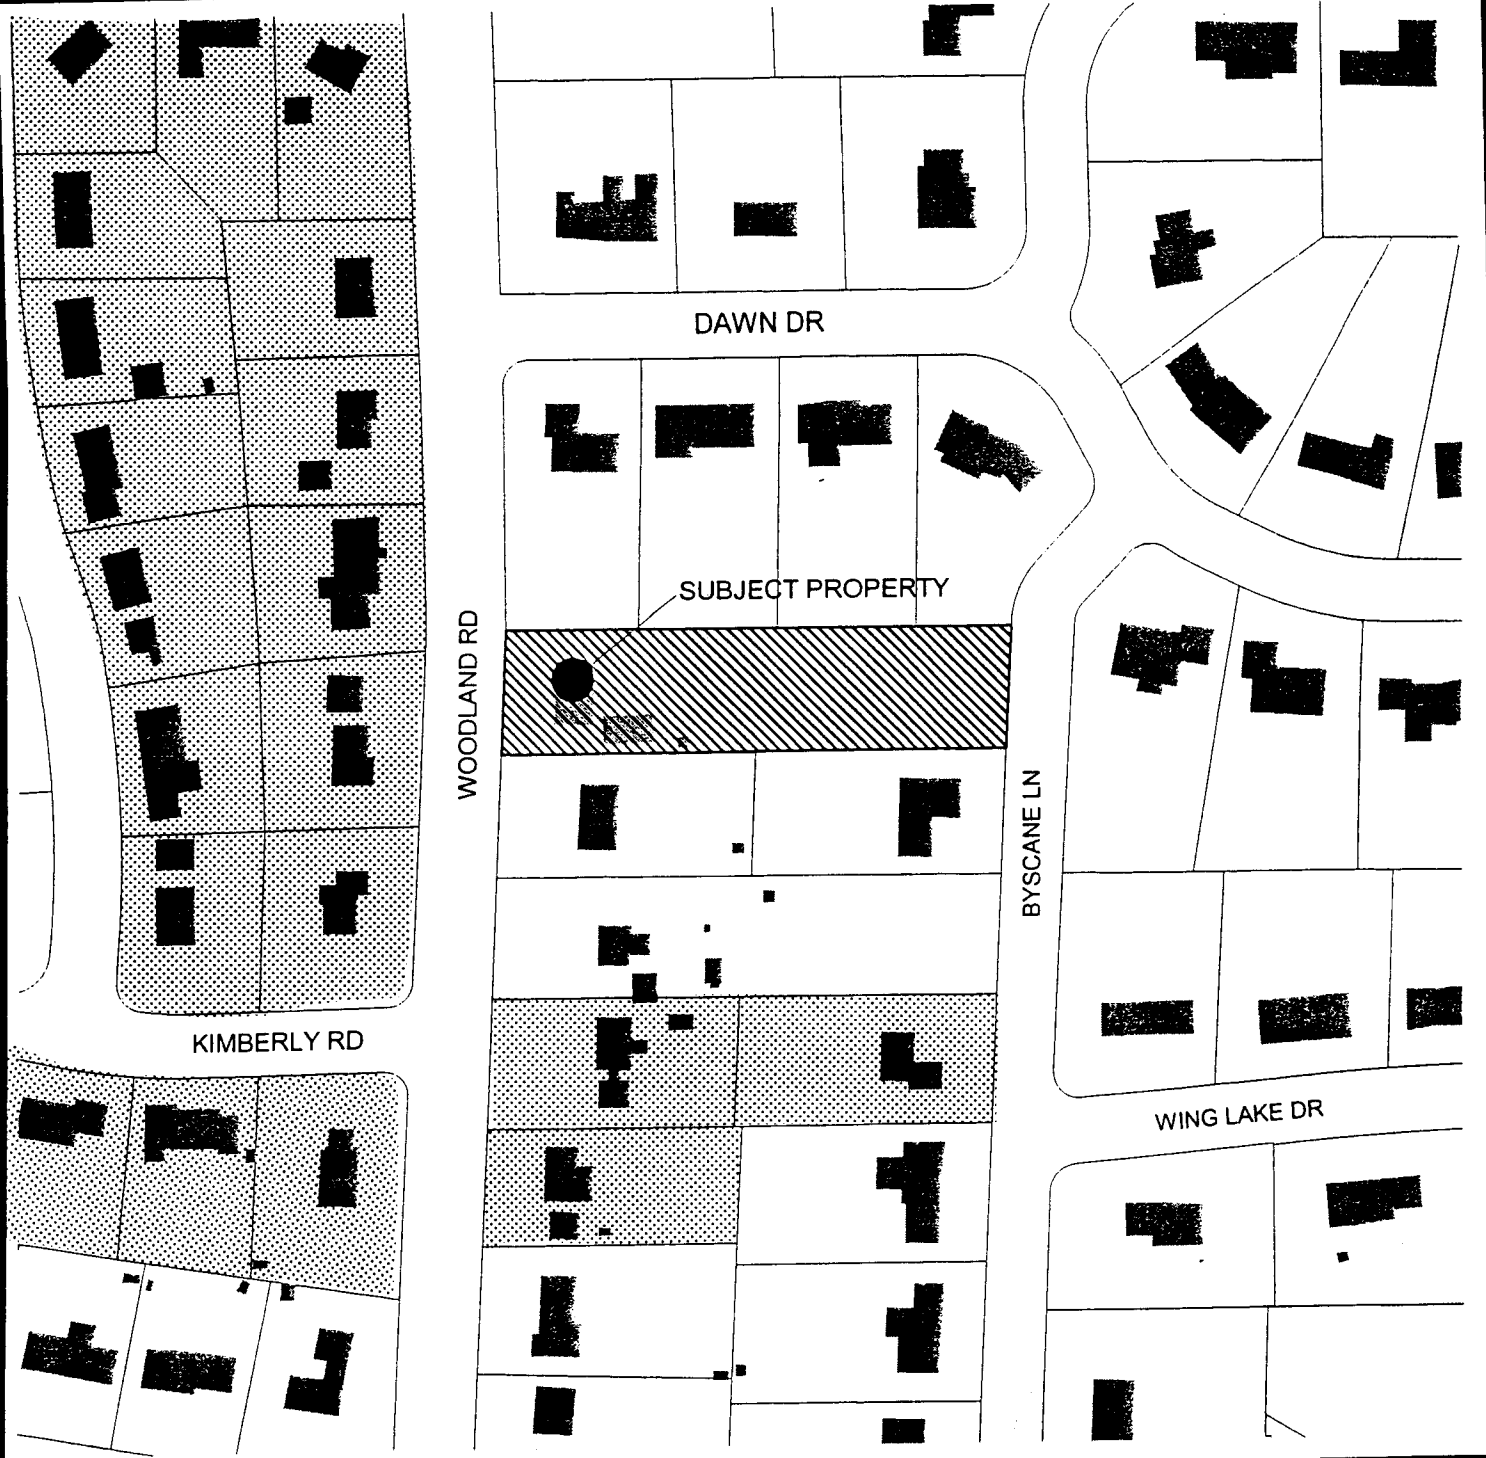 DAWN DR
SUBJECT PROPERTY
WOODLAND RD
BYSCANE LN
KIMBERLY RD
WING LAKE DR